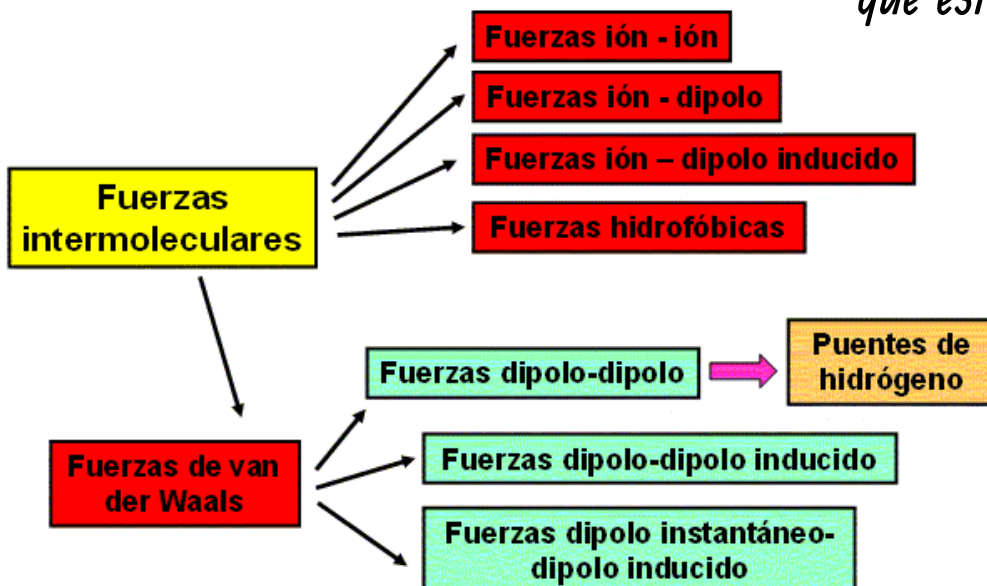 que
Fuerzas ión - ión
Fuerzas ión - dipolo
Fuerzas ión – dipolo inducido
Fuerzas hidrofóbicas
Fuerzas
intermoleculares
Fuerzas dipolo-dipolo
Puentes de
hidrógeno
Fuerzas de van
der Waals
Fuerzas dipolo-dipolo inducido
Fuerzas dipolo instantáneo-
dipolo inducido